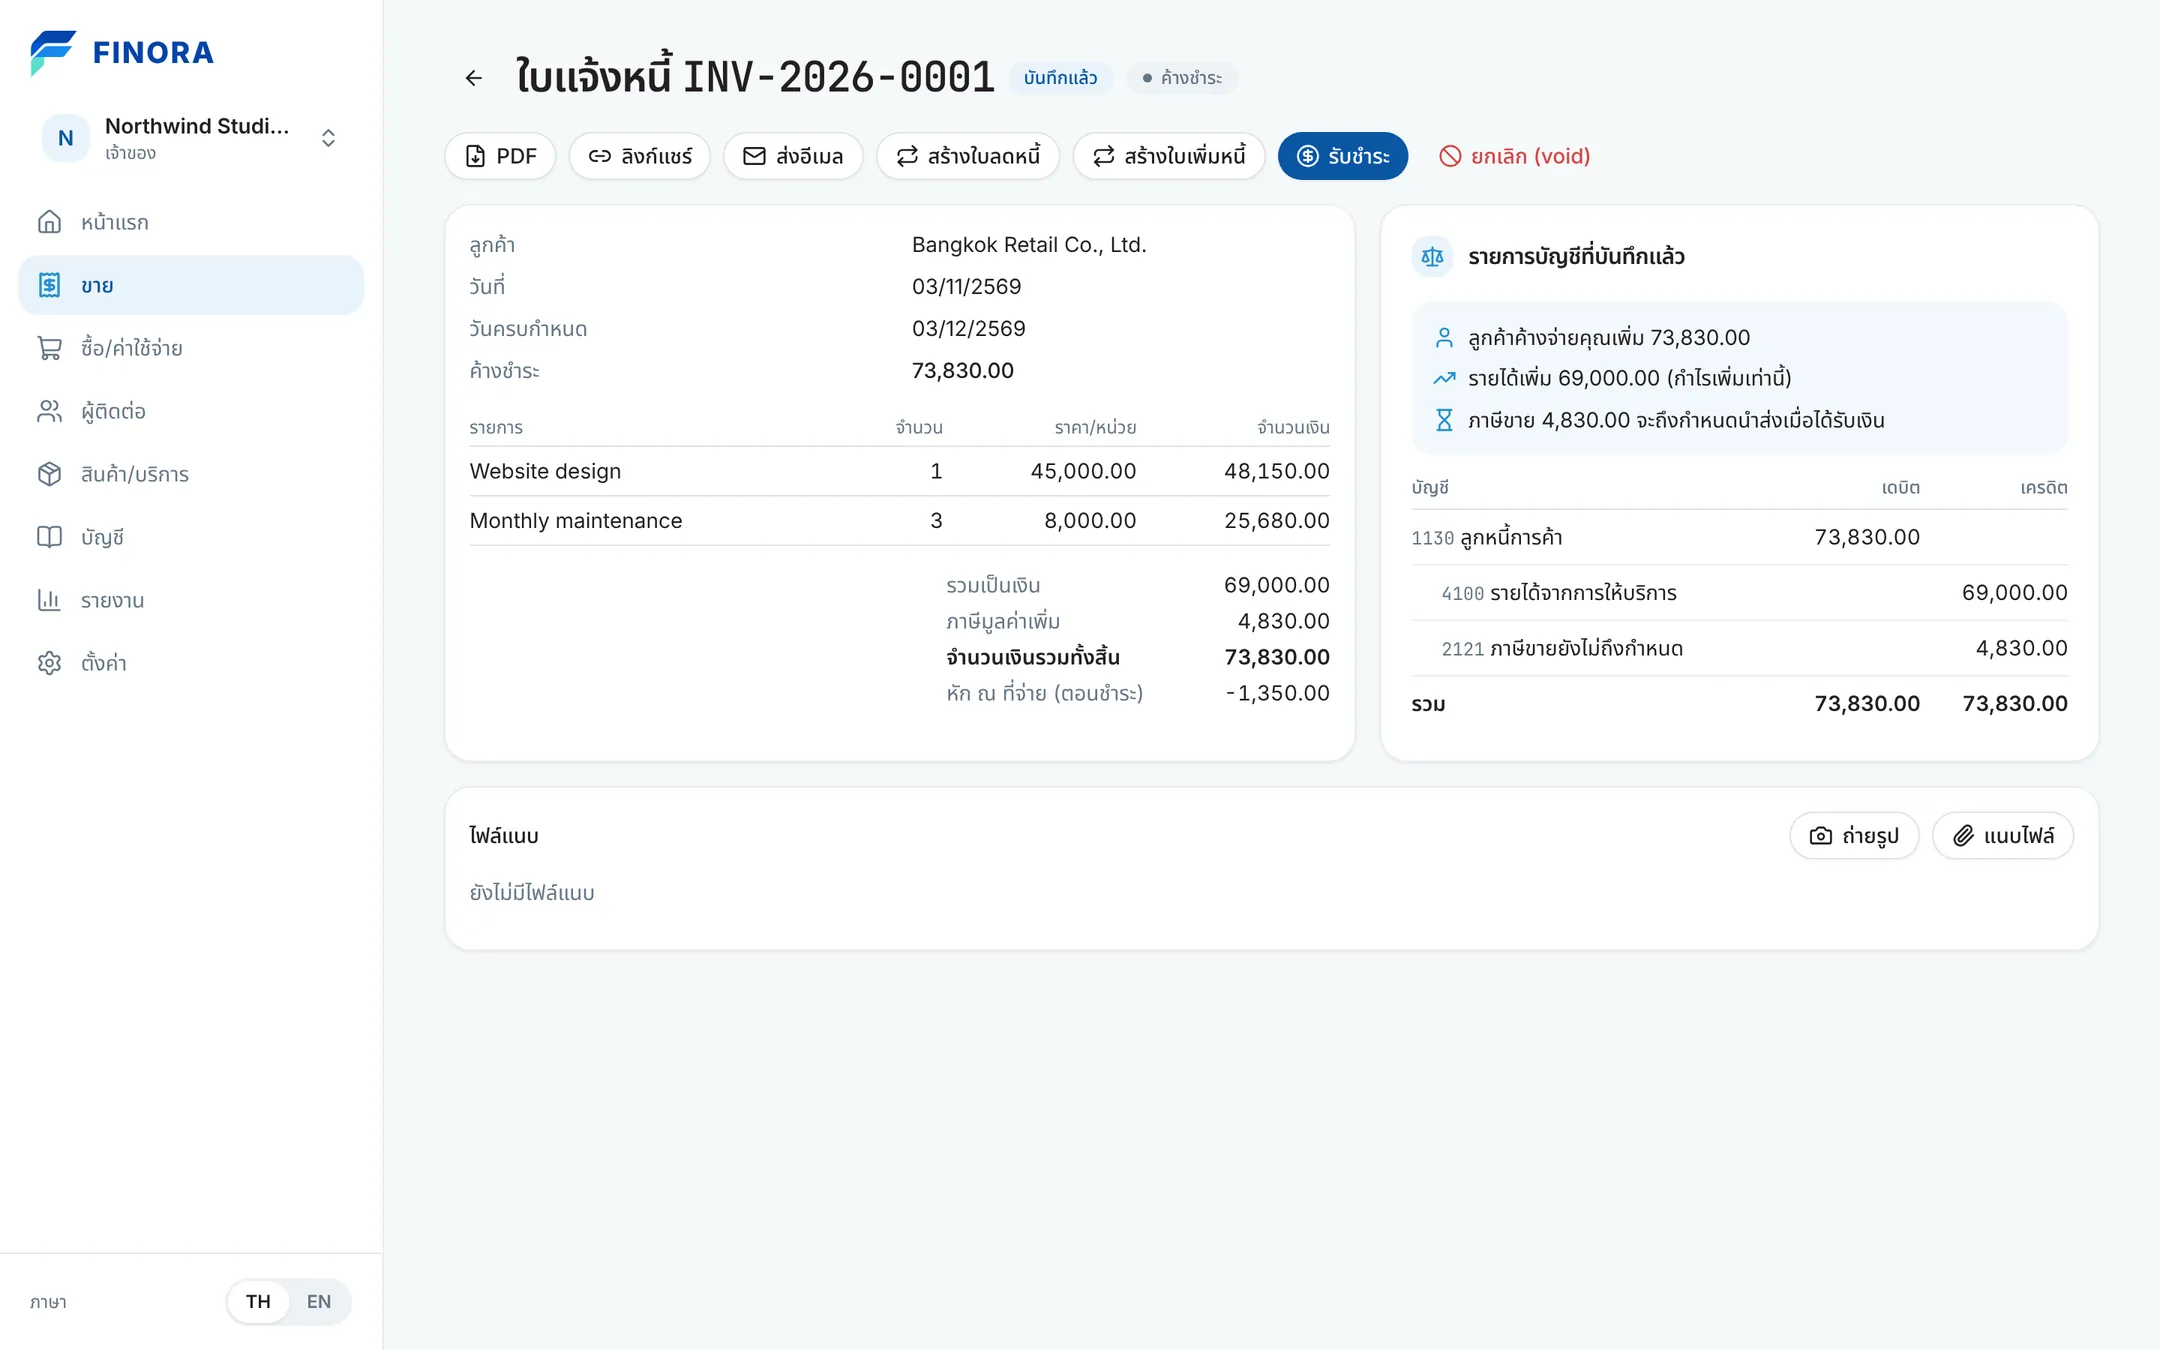 FINORA
N
Northwind Studi...
เจ้าของ
หน้าแรก
ขาย
ซื้อ/ค่าใช้จ่าย
ผู้ติดต่อ
สินค้า/บริการ
บัญชี
รายงาน
ตั้งค่า
ภาษา TH EN
ใบแจ้งหนี้ INV-2026-0001 บันทึกแล้ว ค้างชำระ
PDF ลิงก์แชร์ ส่งอีเมล สร้างใบลดหนี้ สร้างใบเพิ่มหนี้ รับชำระ ยกเลิก (void)
ลูกค้า Bangkok Retail Co., Ltd.
วันที่ 03/11/2569
วันครบกำหนด 03/12/2569
ค้างชำระ 73,830.00
รายการ จำนวน ราคา/หน่วย จำนวนเงิน
Website design 1 45,000.00 48,150.00
Monthly maintenance 3 8,000.00 25,680.00
รวมเป็นเงิน 69,000.00
ภาษีมูลค่าเพิ่ม 4,830.00
จำนวนเงินรวมทั้งสิ้น 73,830.00
หัก ณ ที่จ่าย (ตอนชำระ) -1,350.00
รายการบัญชีที่บันทึกแล้ว
ลูกค้าค้างจ่ายคุณเพิ่ม 73,830.00
รายได้เพิ่ม 69,000.00 (กำไรเพิ่มเท่านี้)
ภาษีขาย 4,830.00 จะถึงกำหนดนำส่งเมื่อได้รับเงิน
บัญชี เดบิต เครดิต
1130 ลูกหนี้การค้า 73,830.00
4100 รายได้จากการให้บริการ 69,000.00
2121 ภาษีขายยังไม่ถึงกำหนด 4,830.00
รวม 73,830.00 73,830.00
ไฟล์แนบ ถ่ายรูป แนบไฟล์
ยังไม่มีไฟล์แนบ